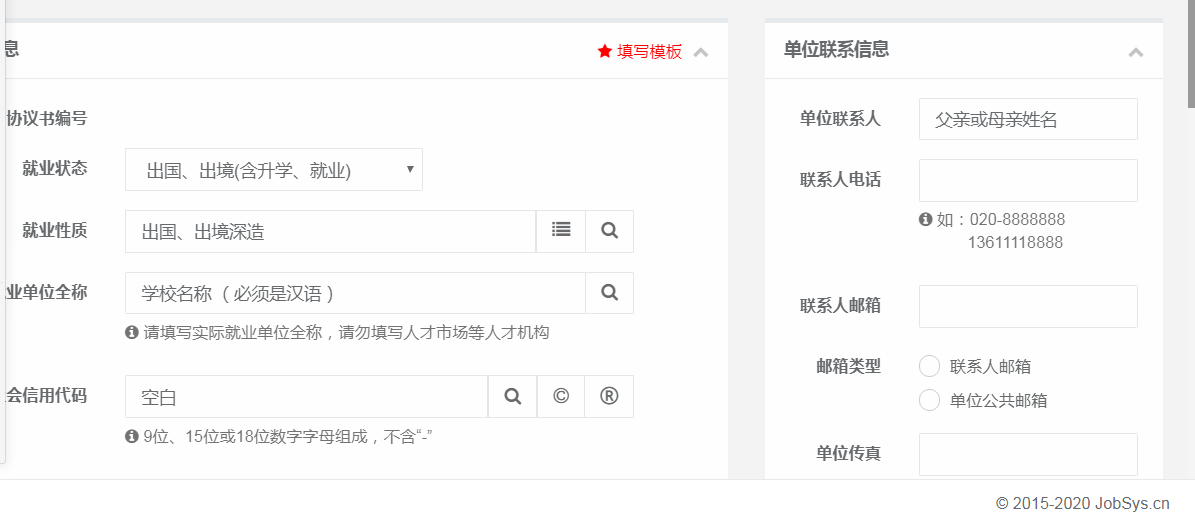 息
填写模板
协议书编号
就业状态
出国、出境(含升学、就业)
就业性质
出国、出境深造
业单位全称
学校名称（必须是汉语）
请填写实际就业单位全称，请勿填写人才市场等人才机构
会信用代码
空白
© ®
9位、15位或18位数字字母组成，不含“-”
单位联系信息
单位联系人
父亲或母亲姓名
联系人电话
如：020-8888888
13611118888
联系人邮箱
邮箱类型
联系人邮箱
单位公共邮箱
单位传真
© 2015-2020 JobSys.cn